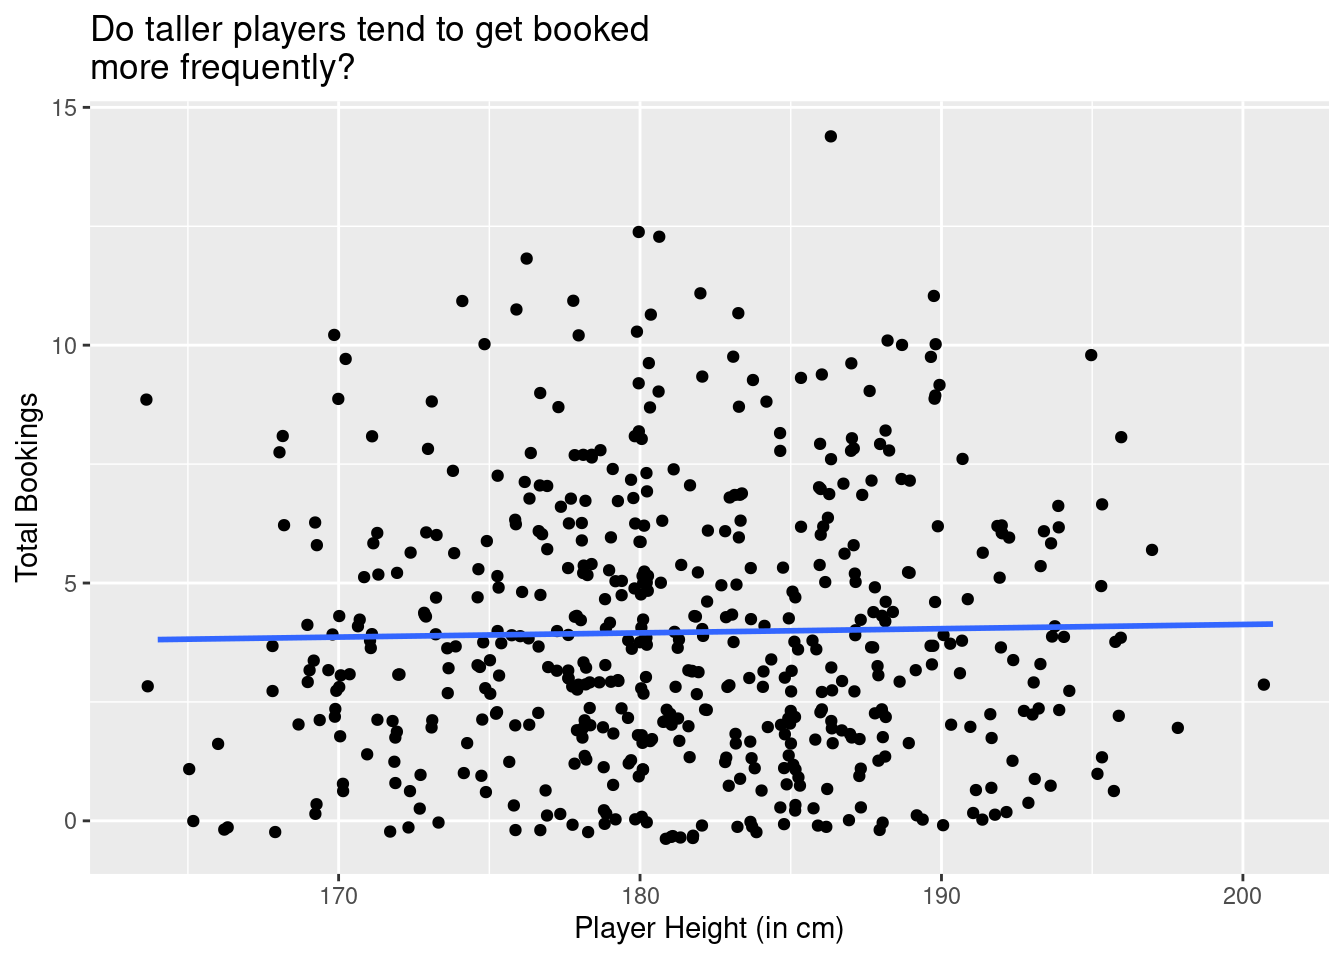 Do taller players tend to get booked
more frequently?
15
10
5
0
Total Bookings
170
180
190
200
Player Height (in cm)